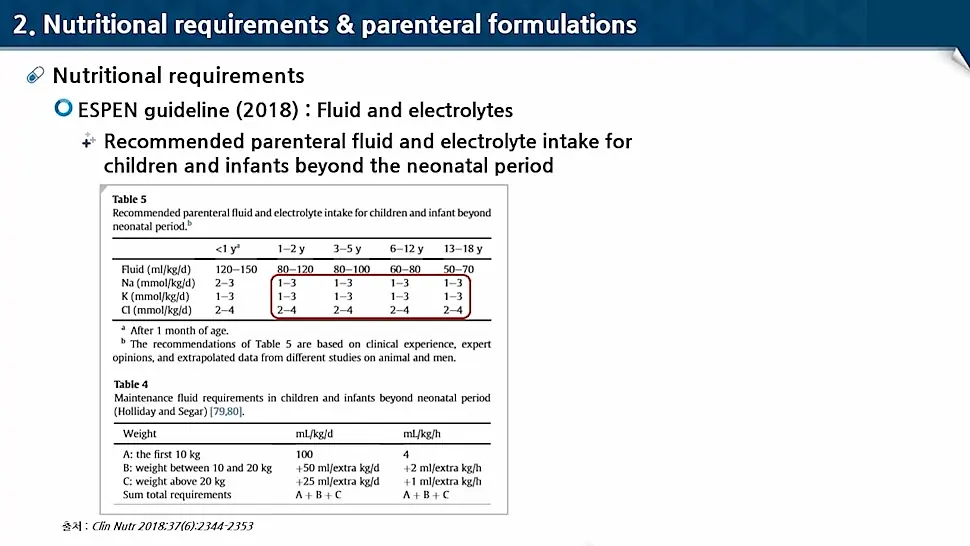 2. Nutritional requirements & parenteral formulations
Nutritional requirements
ESPEN guideline (2018) : Fluid and electrolytes
Recommended parenteral fluid and electrolyte intake for
children and infants beyond the neonatal period
Table 5
Recommended parenteral fluid and electrolyte intake for children and infant beyond
neonatal period.b
<1 ya 1–2 y 3–5 y 6–12 y 13–18 y
Fluid (ml/kg/d) 120–150 80–120 80–100 60–80 50–70
Na (mmol/kg/d) 2–3 1–3 1–3 1–3 1–3
K (mmol/kg/d) 1–3 1–3 1–3 1–3 1–3
Cl (mmol/kg/d) 2–4 2–4 2–4 2–4 2–4
a After 1 month of age.
b The recommendations of Table 5 are based on clinical experience, expert
opinions, and extrapolated data from different studies on animal and men.
Table 4
Maintenance fluid requirements in children and infants beyond neonatal period
(Holliday and Segar) [79,80].
Weight mL/kg/d mL/kg/h
A: the first 10 kg 100 4
B: weight between 10 and 20 kg +50 ml/extra kg/d +2 ml/extra kg/h
C: weight above 20 kg +25 ml/extra kg/d +1 ml/extra kg/h
Sum total requirements A + B + C A + B + C
출처 : Clin Nutr 2018;37(6):2344-2353